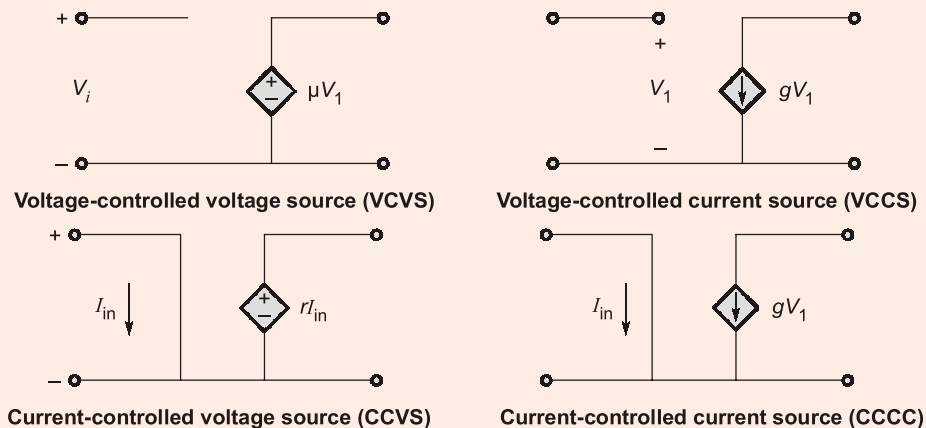 +
V_i
+
−
μV_1
−
Voltage-controlled voltage source (VCVS)
+
V_1
−
gV_1
Voltage-controlled current source (VCCS)
+
I_in
+
−
rI_in
−
Current-controlled voltage source (CCVS)
I_in
gV_1
Current-controlled current source (CCCC)